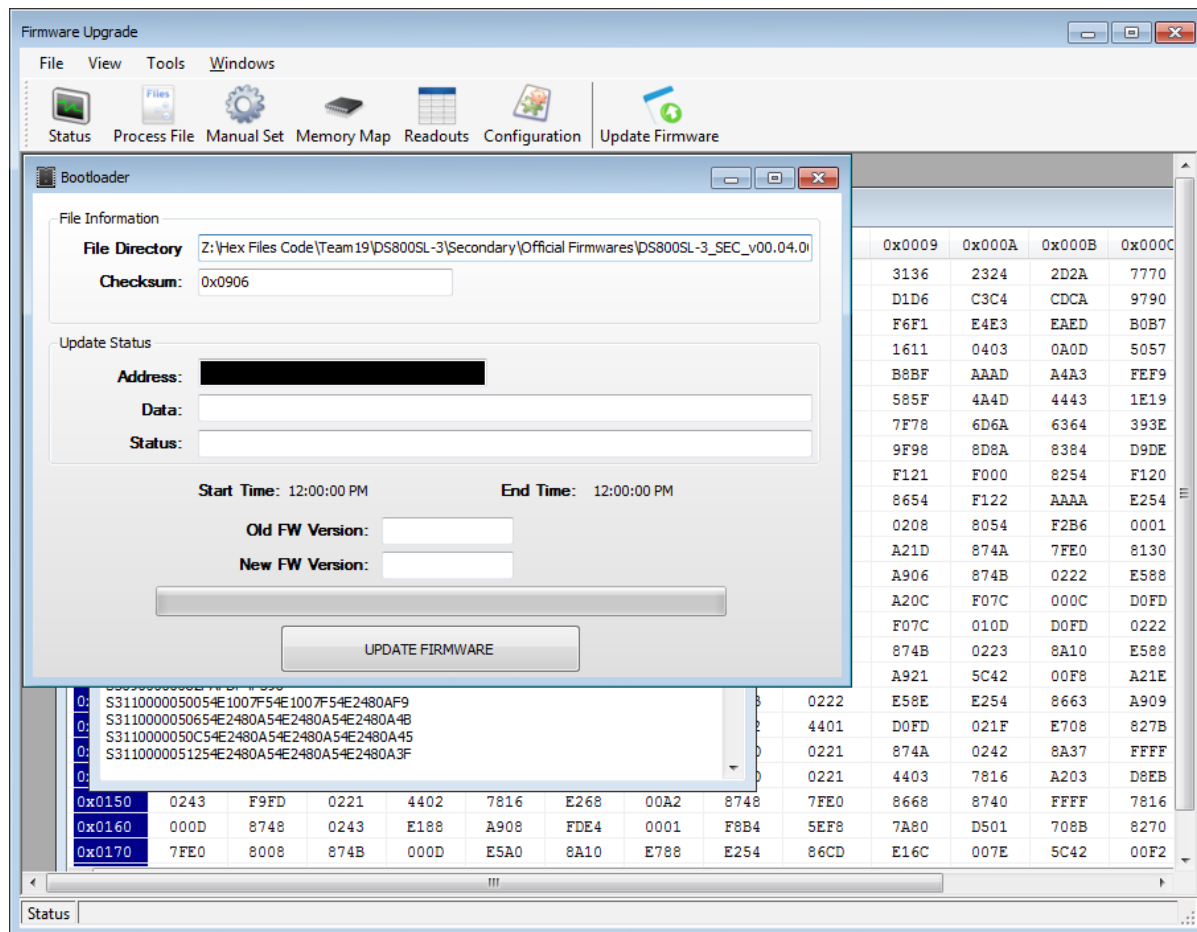 Firmware Upgrade
File View Tools Windows
Files
Status Process File Manual Set Memory Map Readouts Configuration Update Firmware
Bootloader
File Information
File Directory Z:\Hex Files Code\Team19\DS800SL-3\Secondary\Official Firmwares\DS800SL-3_SEC_v00.04.0
Checksum: 0x0906
Update Status
Address:
Data:
Status:
Start Time: 12:00:00 PM End Time: 12:00:00 PM
Old FW Version:
New FW Version:
UPDATE FIRMWARE
0x0009 0x000A 0x000B 0x000C
3136 2324 2D2A 7770
D1D6 C3C4 CDCA 9790
F6F1 E4E3 EAED B0B7
1611 0403 0A0D 5057
B8BF AAAD A4A3 FEF9
585F 4A4D 4443 1E19
7F78 6D6A 6364 393E
9F98 8D8A 8384 D9DE
F121 F000 8254 F120
8654 F122 AAAA E254
0208 8054 F2B6 0001
A21D 874A 7FE0 8130
A906 874B 0222 E588
A20C F07C 000C D0FD
F07C 010D D0FD 0222
874B 0223 8A10 E588
A921 5C42 00F8 A21E
S3110000050054E1007F54E1007F54E2480AF9
S3110000050654E2480A54E2480A54E2480A4B
S3110000050C54E2480A54E2480A54E2480A45
S3110000051254E2480A54E2480A54E2480A3F
0222 E58E E254 8663 A909
4401 D0FD 021F E708 827B
0221 874A 0242 8A37 FFFF
0221 4403 7816 A203 D8EB
0x0150 0243 F9FD 0221 4402 7816 E268 00A2 8748 7FE0 8668 8740 FFFF 7816
0x0160 000D 8748 0243 E188 A908 FDE4 0001 F8B4 5EF8 7A80 D501 708B 8270
0x0170 7FE0 8008 874B 000D E5A0 8A10 E788 E254 86CD E16C 007E 5C42 00F2
Status